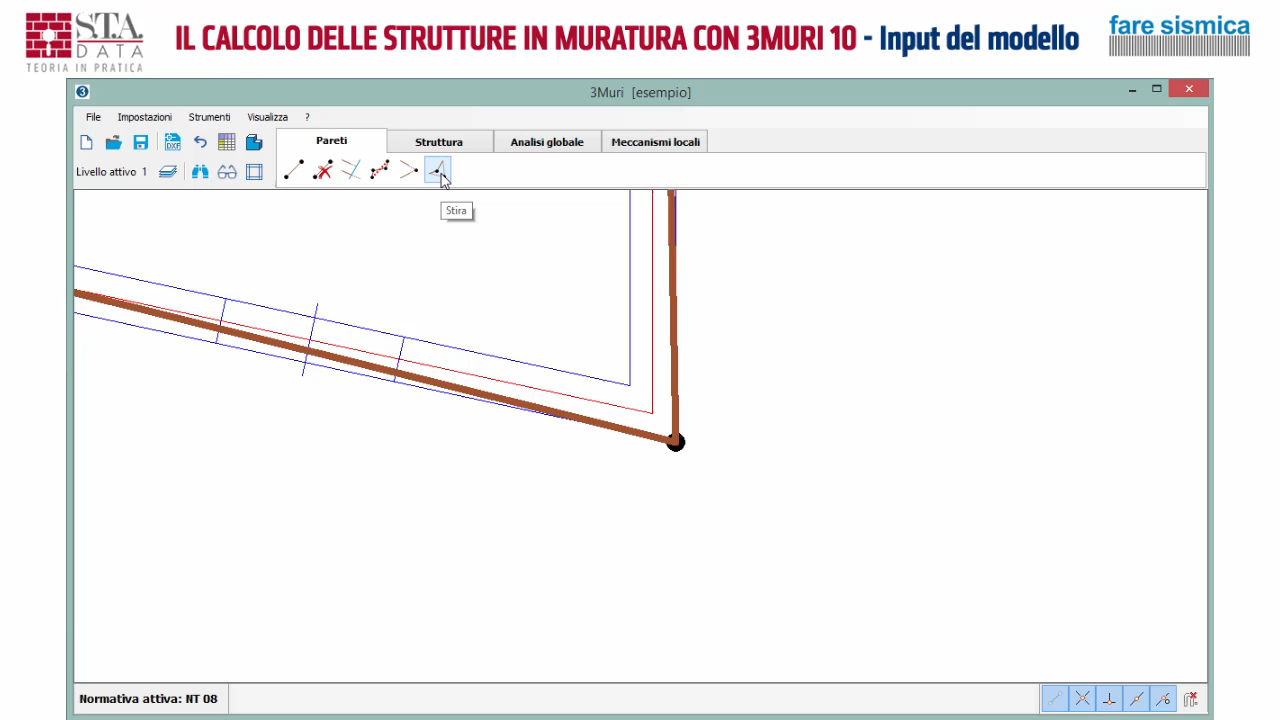 S.T.A.
DATA
TEORIA IN PRATICA
IL CALCOLO DELLE STRUTTURE IN MURATURA CON 3MURI 10 - Input del modello
fare sismica
3
3Muri [esempio]
File Impostazioni Strumenti Visualizza ?
DXF
Pareti Struttura Analisi globale Meccanismi locali
Livello attivo 1
Stira
Normativa attiva: NT 08